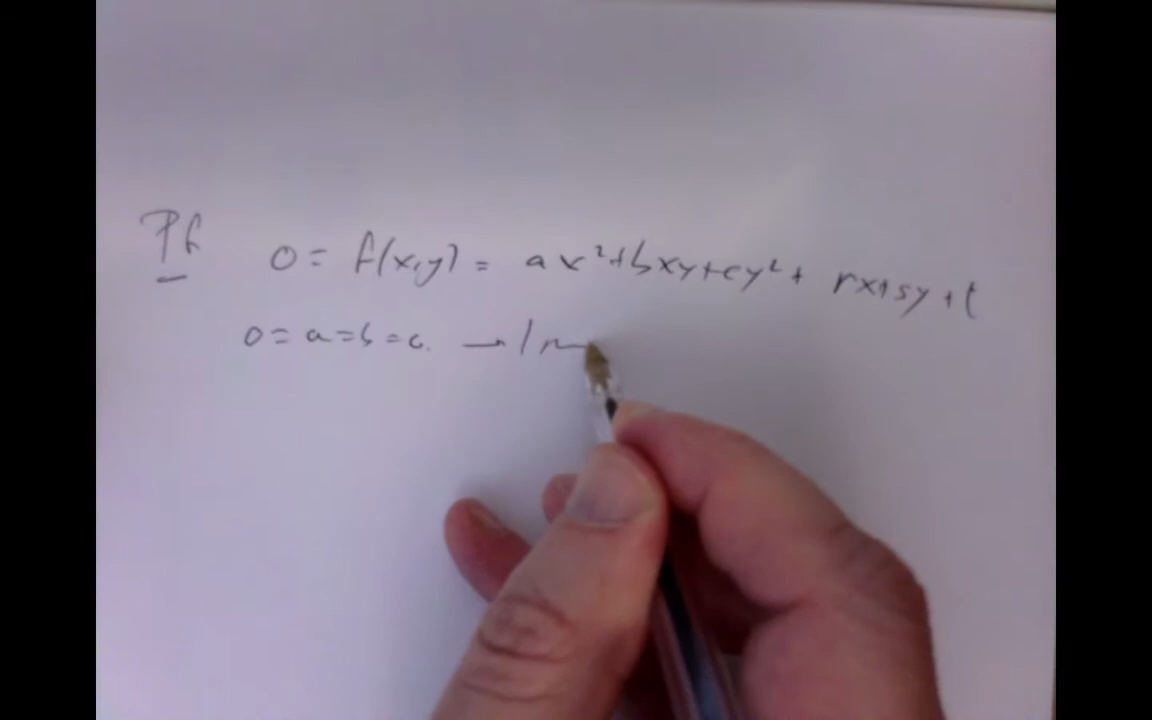 Pf 0 = f(x,y) = ax²+bxy+cy²+ rx+sy+t
0=a=b=c. →